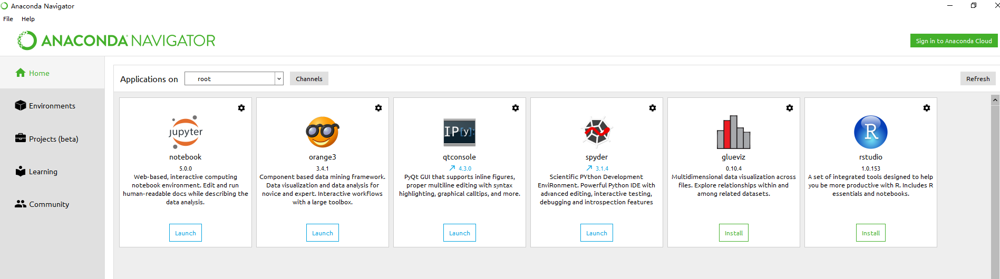 Anaconda Navigator
File Help
ANACONDA NAVIGATOR
Sign in to Anaconda Cloud
Home
Environments
Projects (beta)
Learning
Community
Applications on root Channels Refresh
jupyter
notebook
5.0.0
Web-based, interactive computing
notebook environment. Edit and run
human-readable docs while describing the
data analysis.
Launch
orange3
3.4.1
Component based data mining framework.
Data visualization and data analysis for
novice and expert. Interactive workflows
with a large toolbox.
Launch
IP[y]:
qtconsole
4.3.0
PyQt GUI that supports inline figures,
proper multiline editing with syntax
highlighting, graphical calltips, and more.
Launch
spyder
3.1.4
Scientific PYthon Development
EnviRonment. Powerful Python IDE with
advanced editing, interactive testing,
debugging and introspection features
Launch
glueviz
0.10.4
Multidimensional data visualization across
files. Explore relationships within and
among related datasets.
Install
R
rstudio
1.0.153
A set of integrated tools designed to help
you be more productive with R. Includes R
essentials and notebooks.
Install